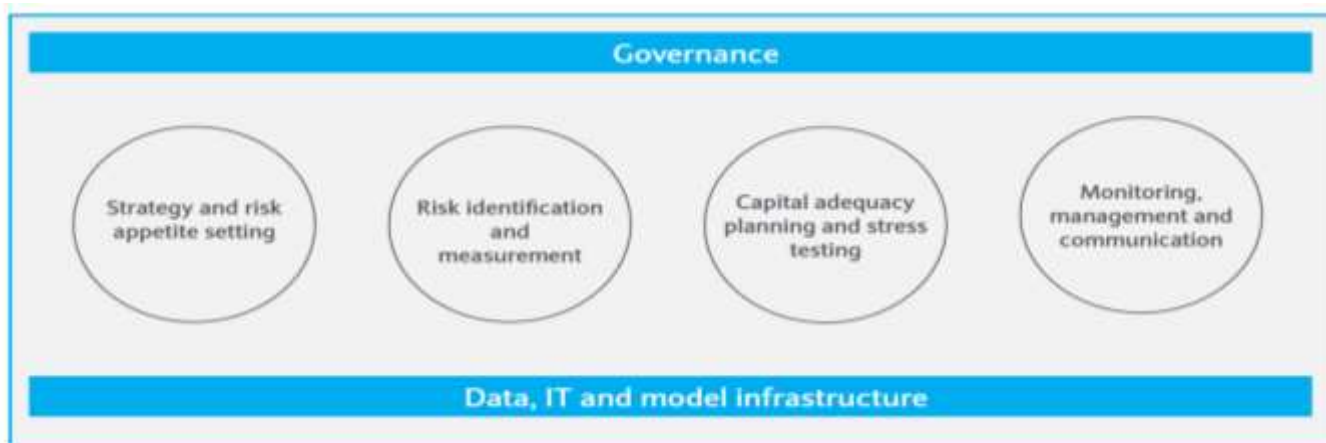 Governance
Strategy and risk
appetite setting
Risk identification
and
measurement
Capital adequacy
planning and stress
testing
Monitoring,
management and
communication
Data, IT and model infrastructure